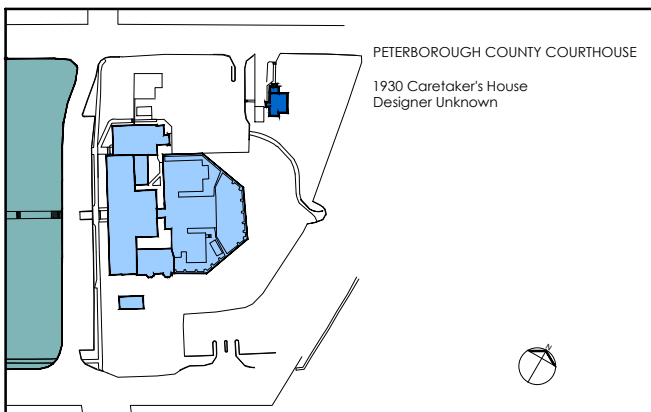 PETERBOROUGH COUNTY COURTHOUSE
1930 Caretaker's House
Designer Unknown
N